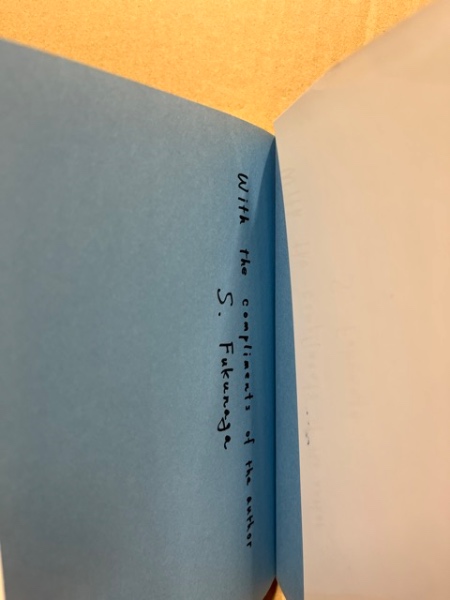 With the compliments of the author
S. Fukunaga